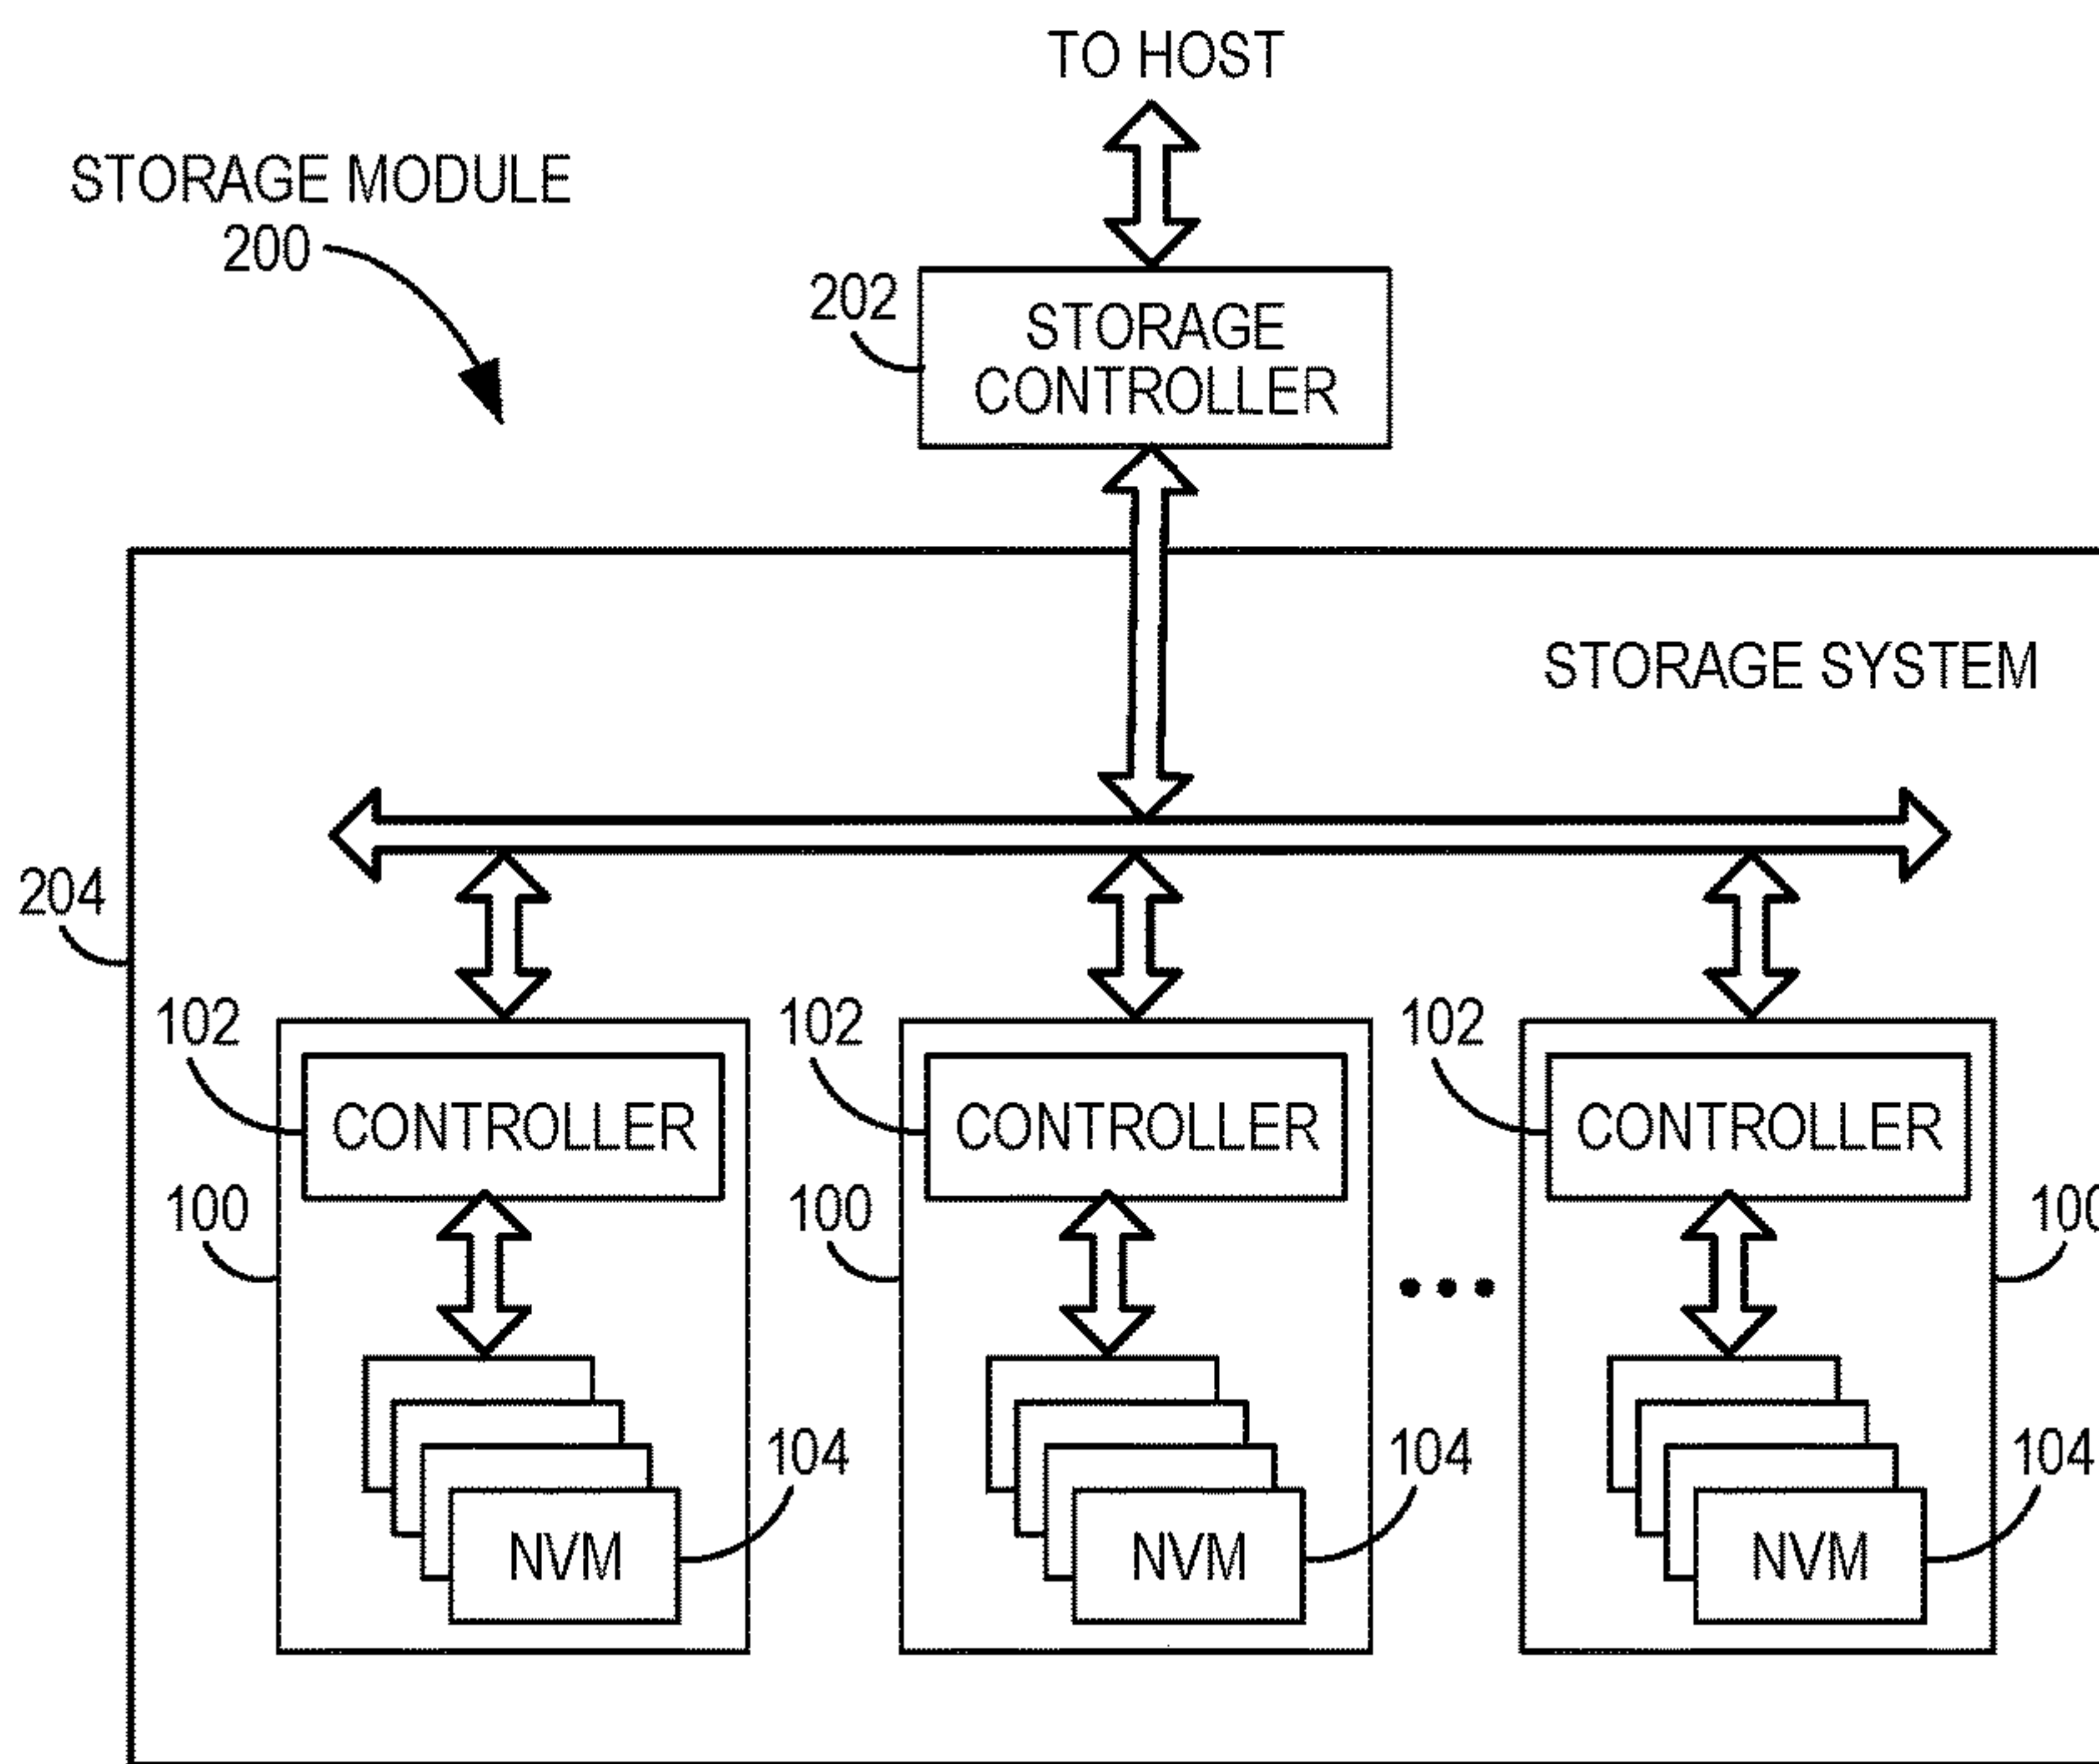 TO HOST
STORAGE MODULE
200
202
STORAGE
CONTROLLER
STORAGE SYSTEM
204
102
102
102
CONTROLLER
CONTROLLER
CONTROLLER
100
100
100
104
104
104
NVM
NVM
NVM